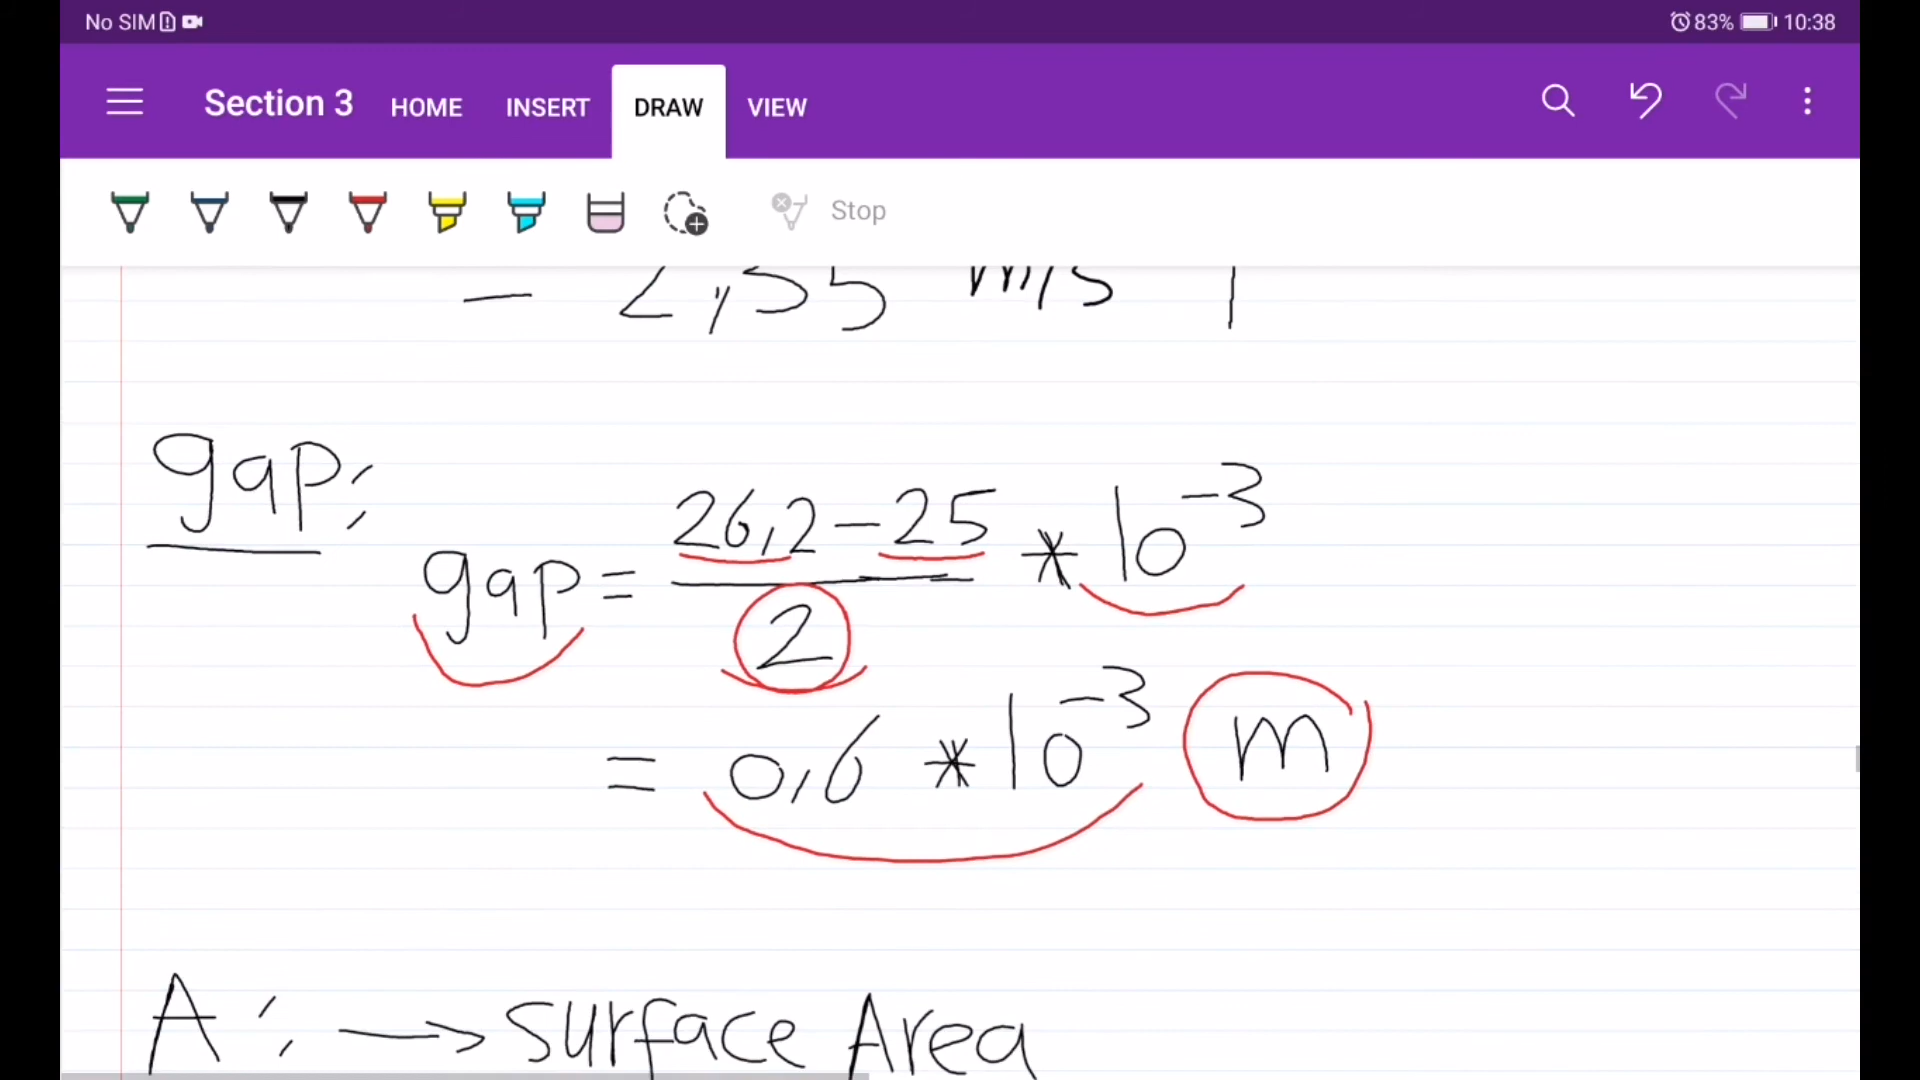 No SIM 83% 10:38
Section 3 HOME INSERT DRAW VIEW
Stop
= 2,35 m/s
gap:
gap = 26,2 - 25 / 2 * 10^-3
= 0,6 * 10^-3 m
A: → surface Area